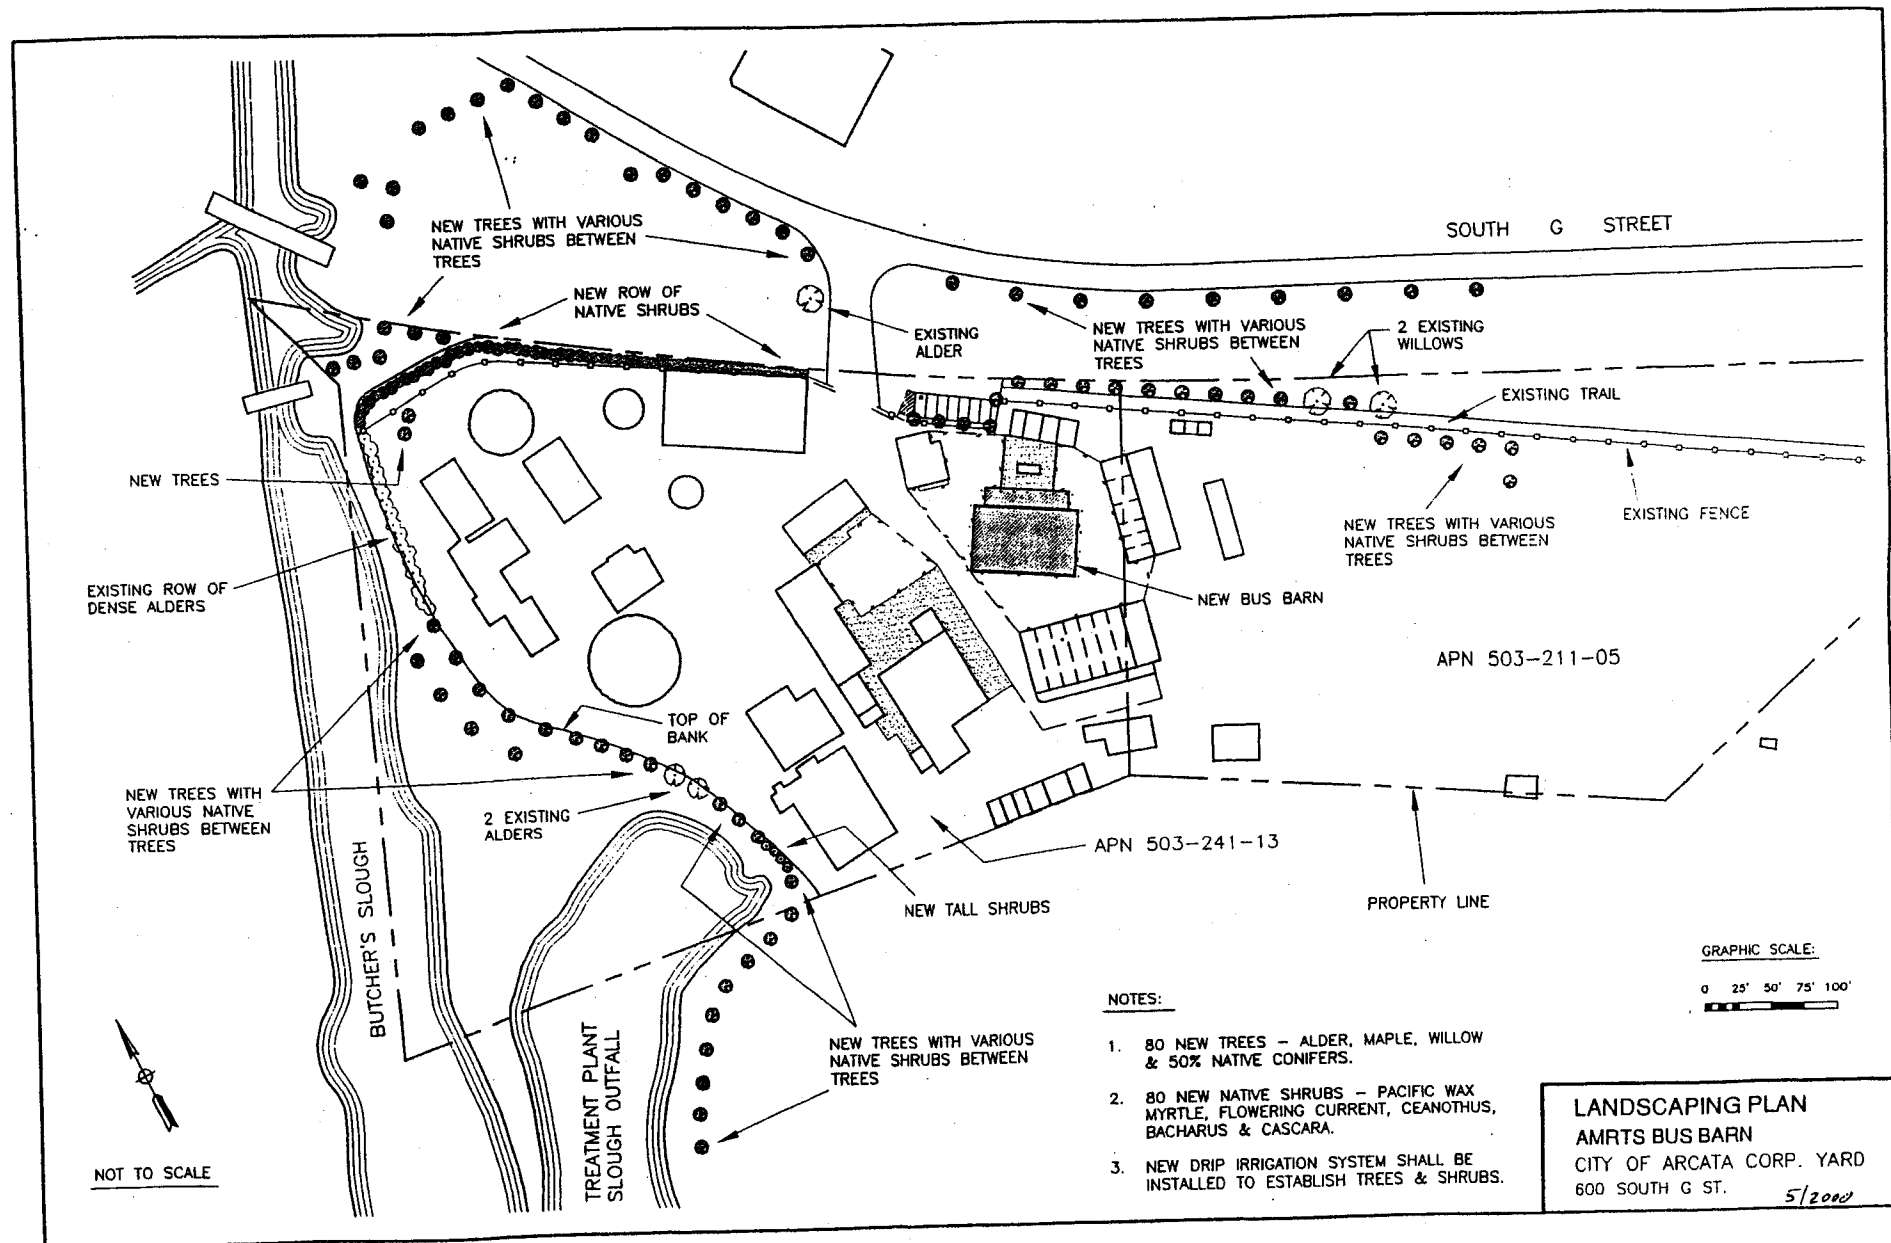 SOUTH G STREET
NEW TREES WITH VARIOUS
NATIVE SHRUBS BETWEEN
TREES
NEW ROW OF
NATIVE SHRUBS
EXISTING
ALDER
NEW TREES WITH VARIOUS
NATIVE SHRUBS BETWEEN
TREES
2 EXISTING
WILLOWS
EXISTING TRAIL
NEW TREES
EXISTING FENCE
NEW TREES WITH VARIOUS
NATIVE SHRUBS BETWEEN
TREES
EXISTING ROW OF
DENSE ALDERS
NEW BUS BARN
APN 503-211-05
TOP OF
BANK
NEW TREES WITH
VARIOUS NATIVE
SHRUBS BETWEEN
TREES
2 EXISTING
ALDERS
APN 503-241-13
NEW TALL SHRUBS
PROPERTY LINE
BUTCHER'S SLOUGH
TREATMENT PLANT
SLOUGH OUTFALL
NEW TREES WITH VARIOUS
NATIVE SHRUBS BETWEEN
TREES
GRAPHIC SCALE:
0 25' 50' 75' 100'
NOT TO SCALE
NOTES:
1. 80 NEW TREES - ALDER, MAPLE, WILLOW
& 50% NATIVE CONIFERS.
2. 80 NEW NATIVE SHRUBS - PACIFIC WAX
MYRTLE, FLOWERING CURRENT, CEANOTHUS,
BACHARUS & CASCARA.
3. NEW DRIP IRRIGATION SYSTEM SHALL BE
INSTALLED TO ESTABLISH TREES & SHRUBS.
LANDSCAPING PLAN
AMRTS BUS BARN
CITY OF ARCATA CORP. YARD
600 SOUTH G ST. 5/2000